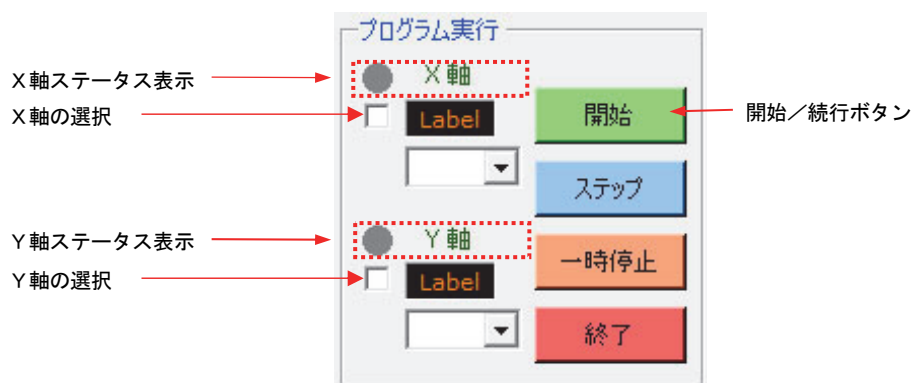 プログラム実行
X軸ステータス表示
X軸
X軸の選択
Label
開始
開始／続行ボタン
ステップ
Y軸ステータス表示
Y軸
一時停止
Y軸の選択
Label
終了